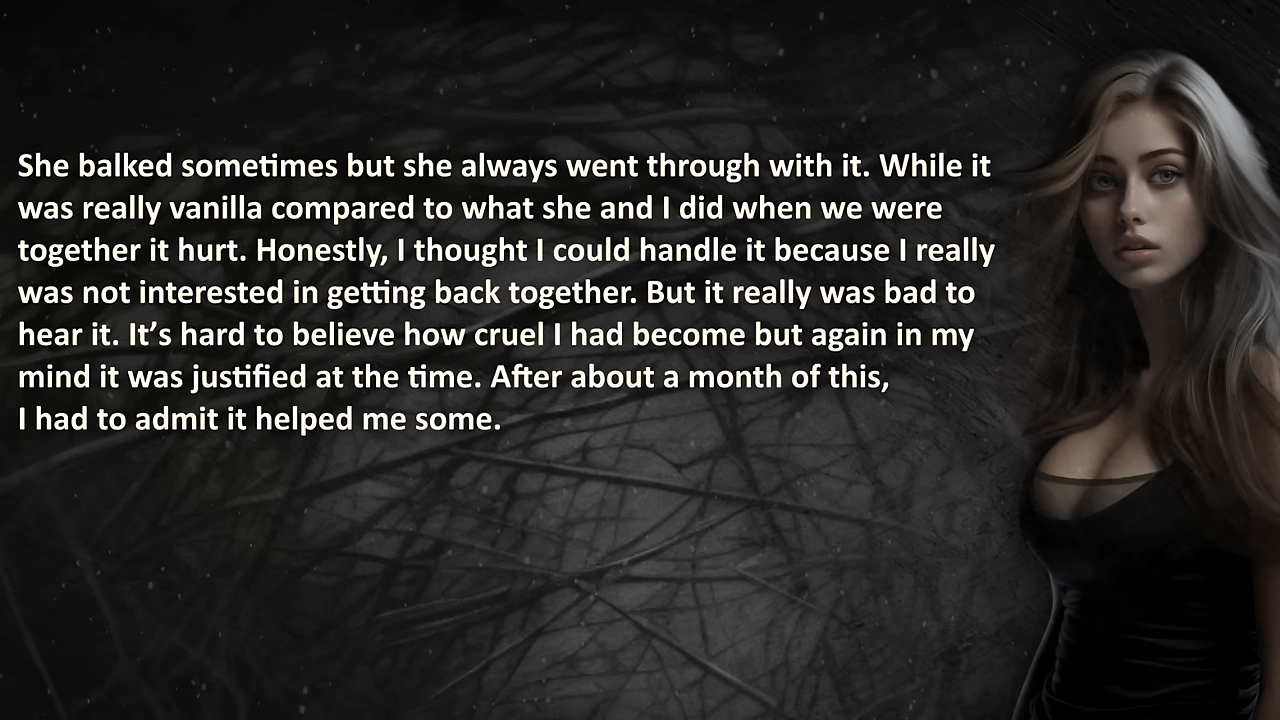 She balked sometimes but she always went through with it. While it
was really vanilla compared to what she and I did when we were
together it hurt. Honestly, I thought I could handle it because I really
was not interested in getting back together. But it really was bad to
hear it. It’s hard to believe how cruel I had become but again in my
mind it was justified at the time. After about a month of this,
I had to admit it helped me some.